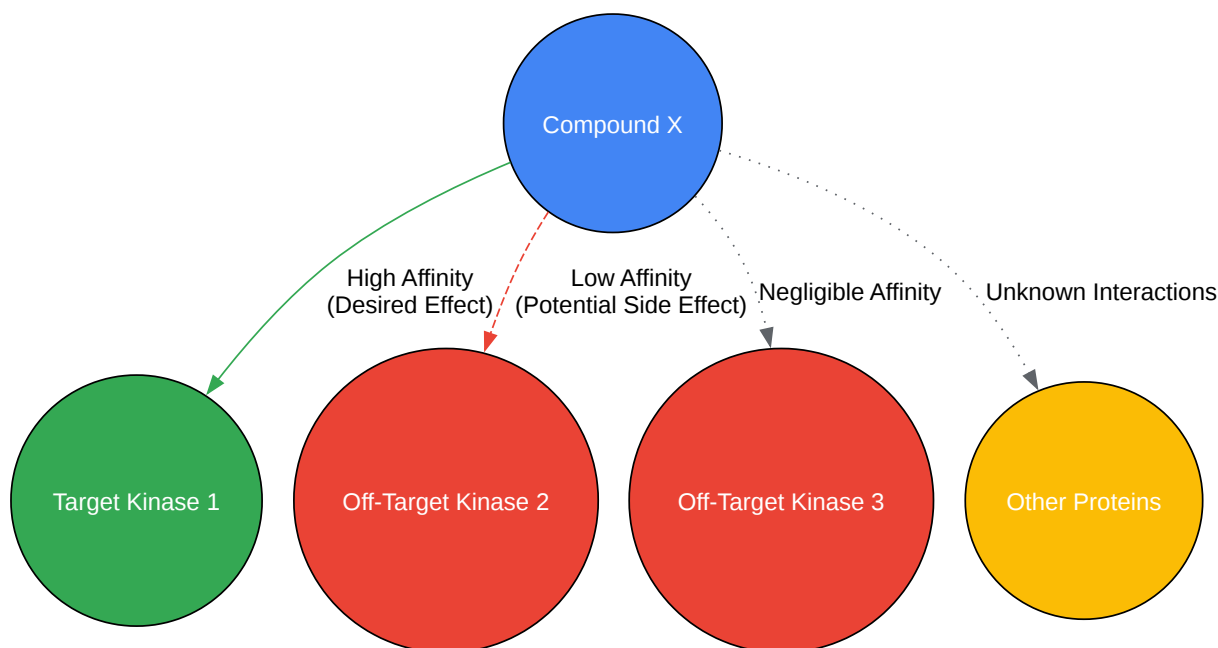 Compound X
High Affinity
(Desired Effect)
Low Affinity
(Potential Side Effect)
Negligible Affinity
Unknown Interactions
Target Kinase 1
Off-Target Kinase 2
Off-Target Kinase 3
Other Proteins